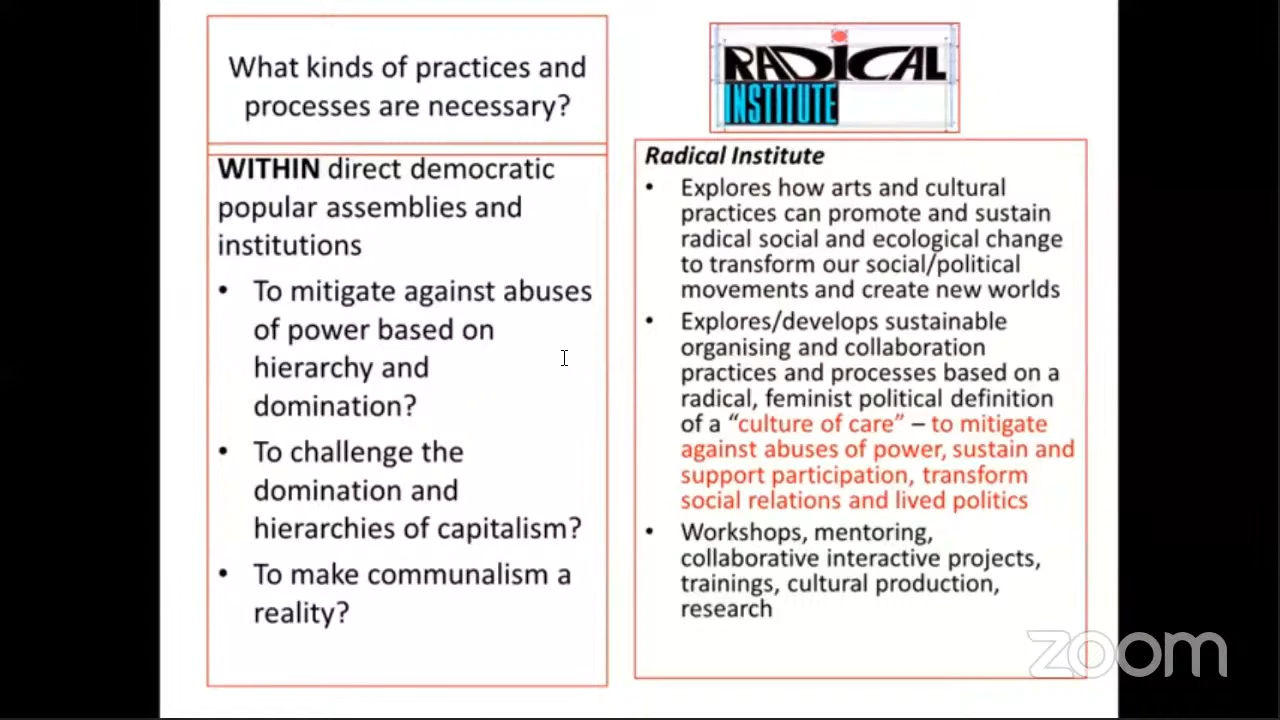 What kinds of practices and
processes are necessary?
WITHIN direct democratic
popular assemblies and
institutions
• To mitigate against abuses
of power based on
hierarchy and
domination?
• To challenge the
domination and
hierarchies of capitalism?
• To make communalism a
reality?
RADICAL
INSTITUTE
Radical Institute
• Explores how arts and cultural
practices can promote and sustain
radical social and ecological change
to transform our social/political
movements and create new worlds
• Explores/develops sustainable
organising and collaboration
practices and processes based on a
radical, feminist political definition
of a “culture of care” – to mitigate
against abuses of power, sustain and
support participation, transform
social relations and lived politics
• Workshops, mentoring,
collaborative interactive projects,
trainings, cultural production,
research
zoom